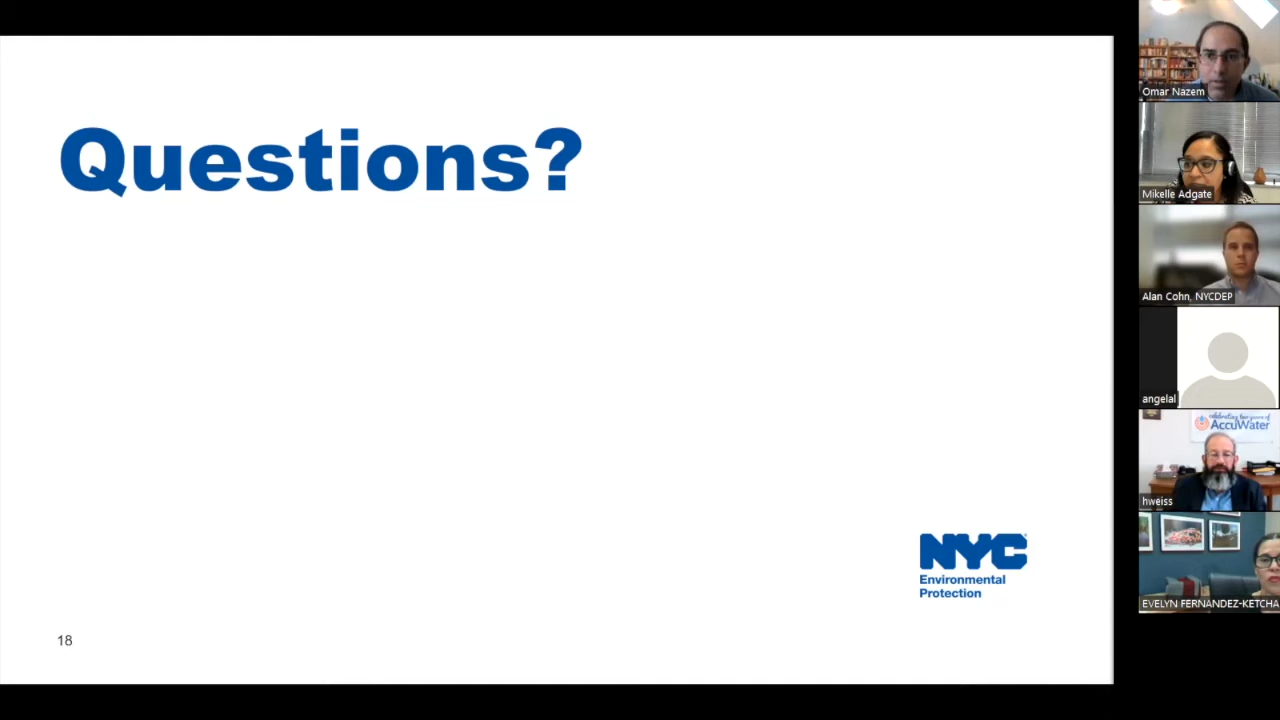 Questions?
NYC
Environmental
Protection
18
Omar Nazem
Mikelle Adgate
Alan Cohn, NYCDEP
angelal
AccuWater
hweiss
EVELYN FERNANDEZ-KETCHA